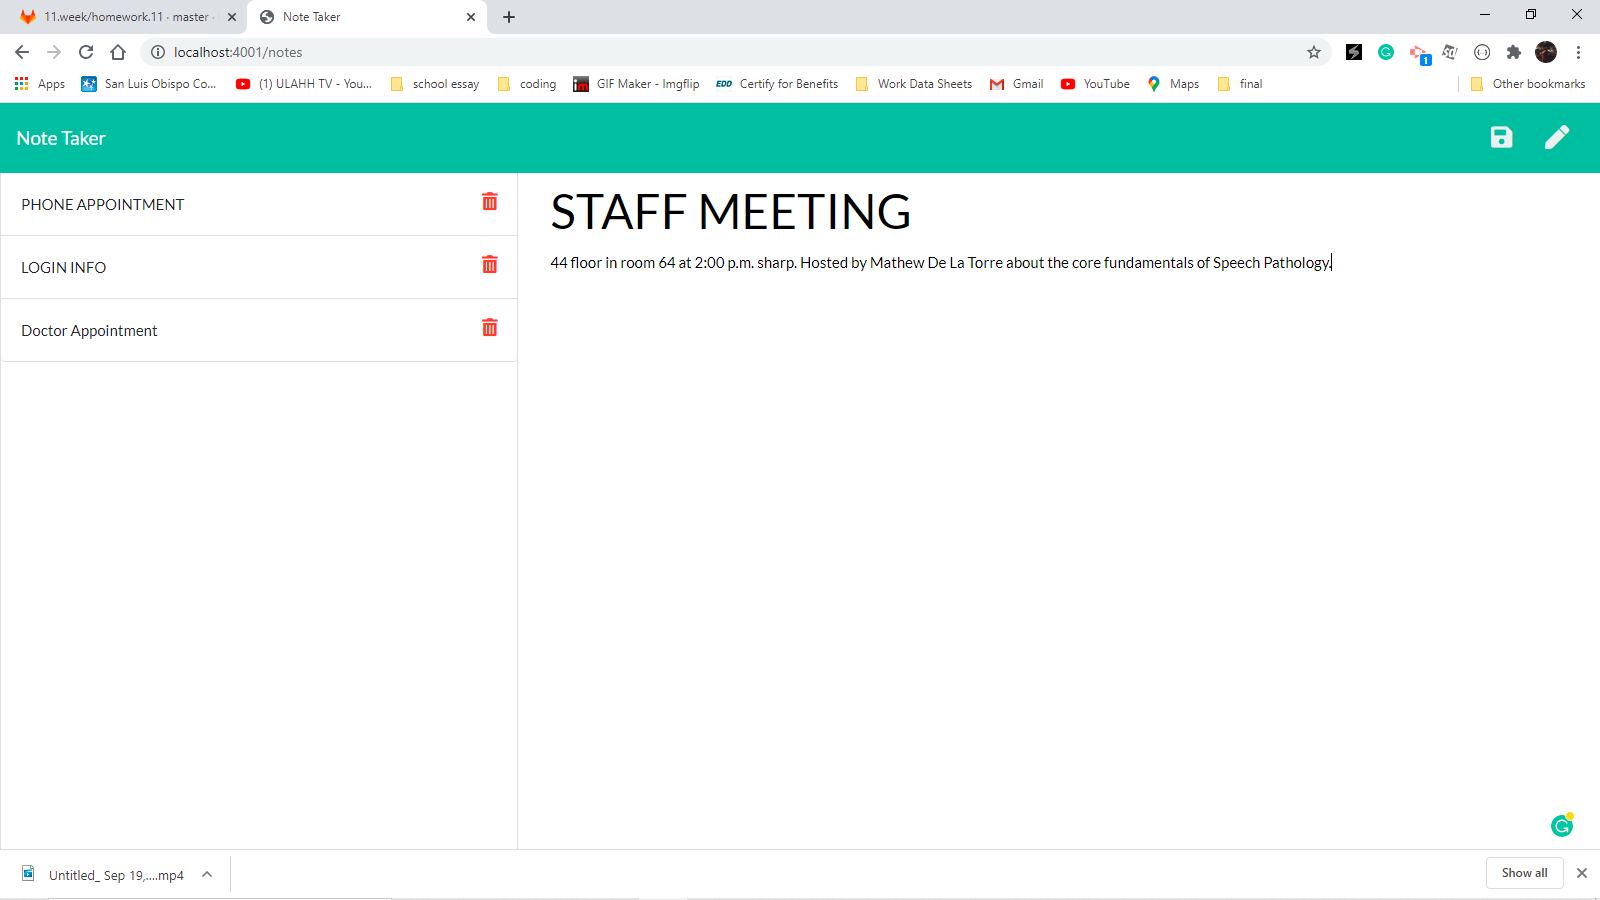 11.week/homework.11 · master ·
Note Taker
localhost:4001/notes
1
Apps
San Luis Obispo Co...
(1) ULAHH TV - You...
school essay
coding
im
GIF Maker - Imgflip
EDD
Certify for Benefits
Work Data Sheets
Gmail
YouTube
Maps
final
Other bookmarks
Note Taker
PHONE APPOINTMENT
LOGIN INFO
Doctor Appointment
STAFF MEETING
44 floor in room 64 at 2:00 p.m. sharp. Hosted by Mathew De La Torre about the core fundamentals of Speech Pathology.
Untitled_ Sep 19,....mp4
Show all